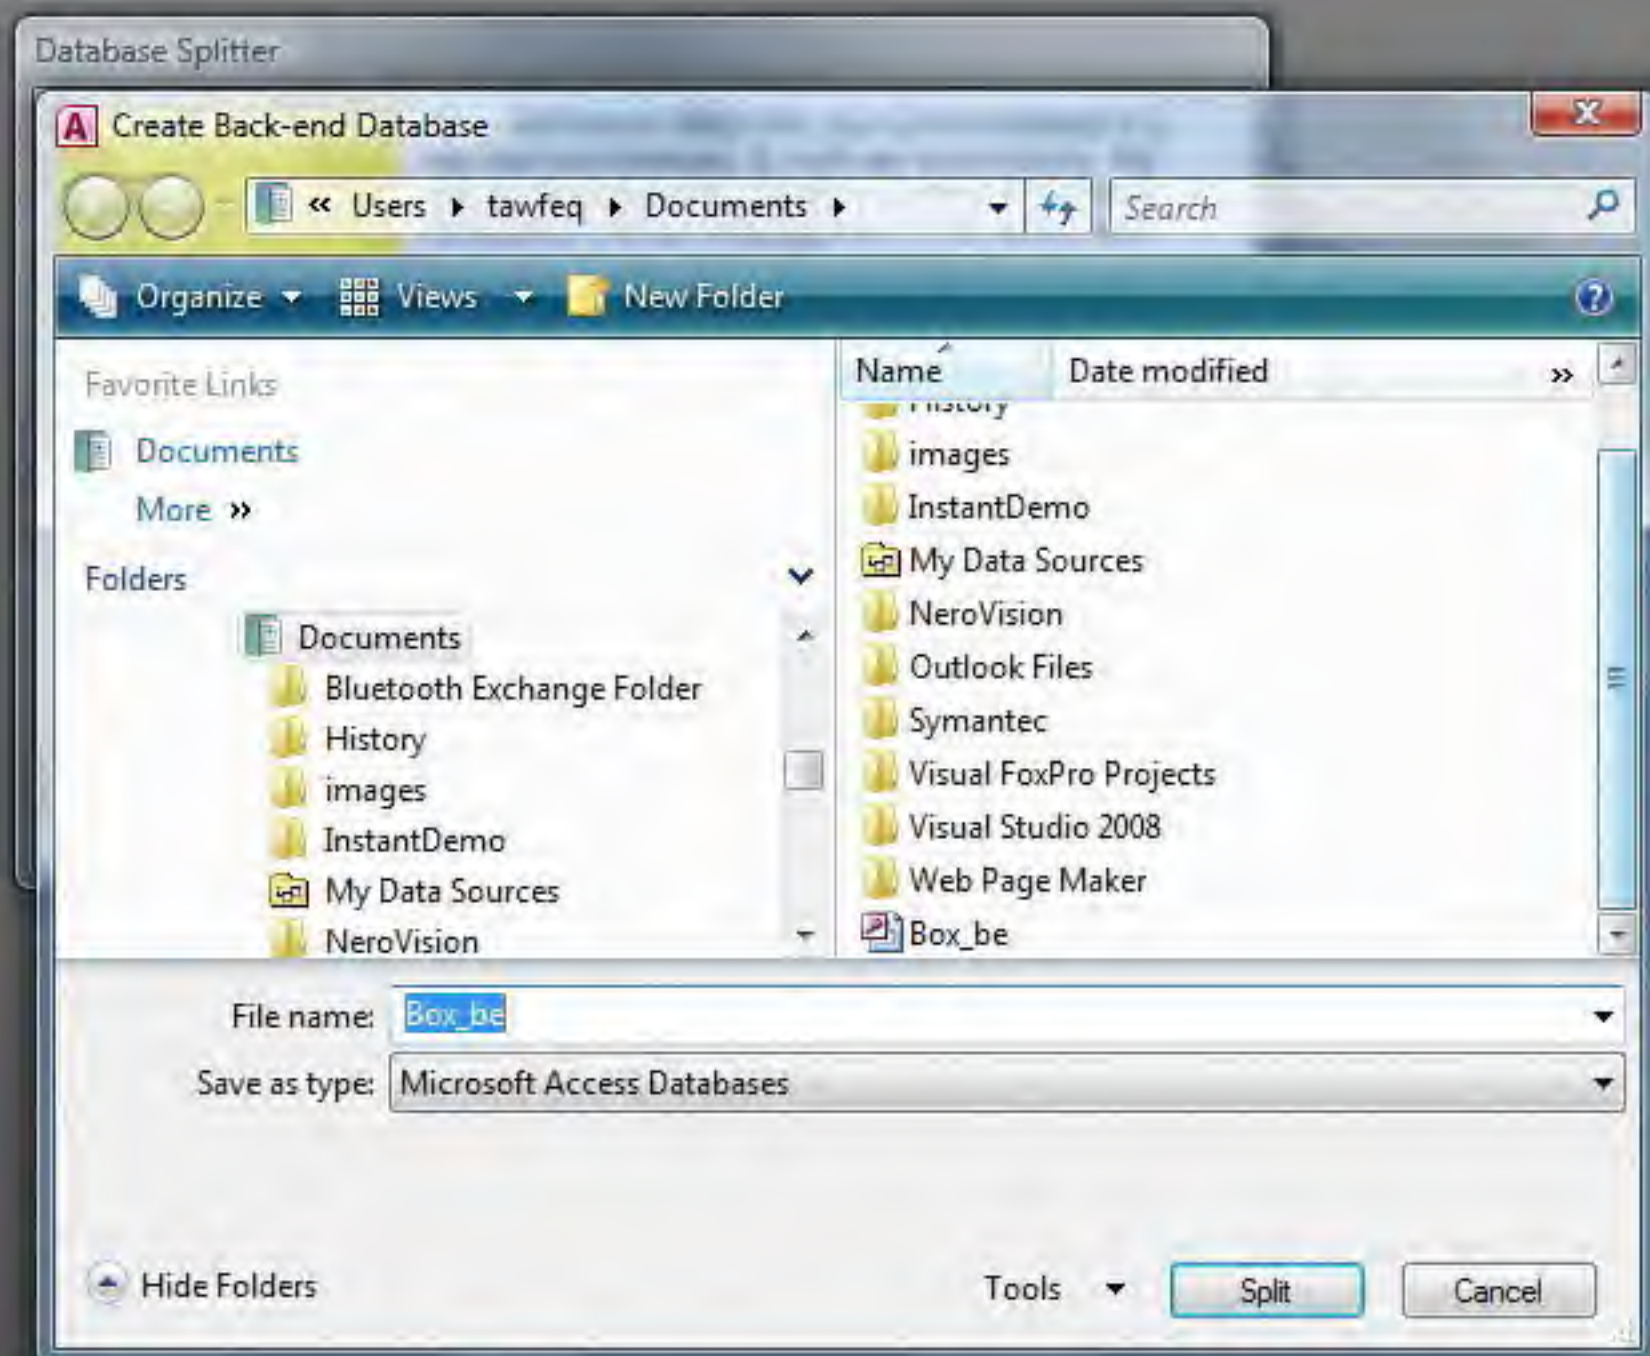 Database Splitter
A Create Back-end Database
« Users ▸ tawfeq ▸ Documents ▸
Search
Organize Views New Folder
Favorite Links
Documents
More »
Folders
Documents
Bluetooth Exchange Folder
History
images
InstantDemo
My Data Sources
NeroVision
Name Date modified »
History
images
InstantDemo
My Data Sources
NeroVision
Outlook Files
Symantec
Visual FoxPro Projects
Visual Studio 2008
Web Page Maker
Box_be
File name: Box_be
Save as type: Microsoft Access Databases
Hide Folders Tools Split Cancel